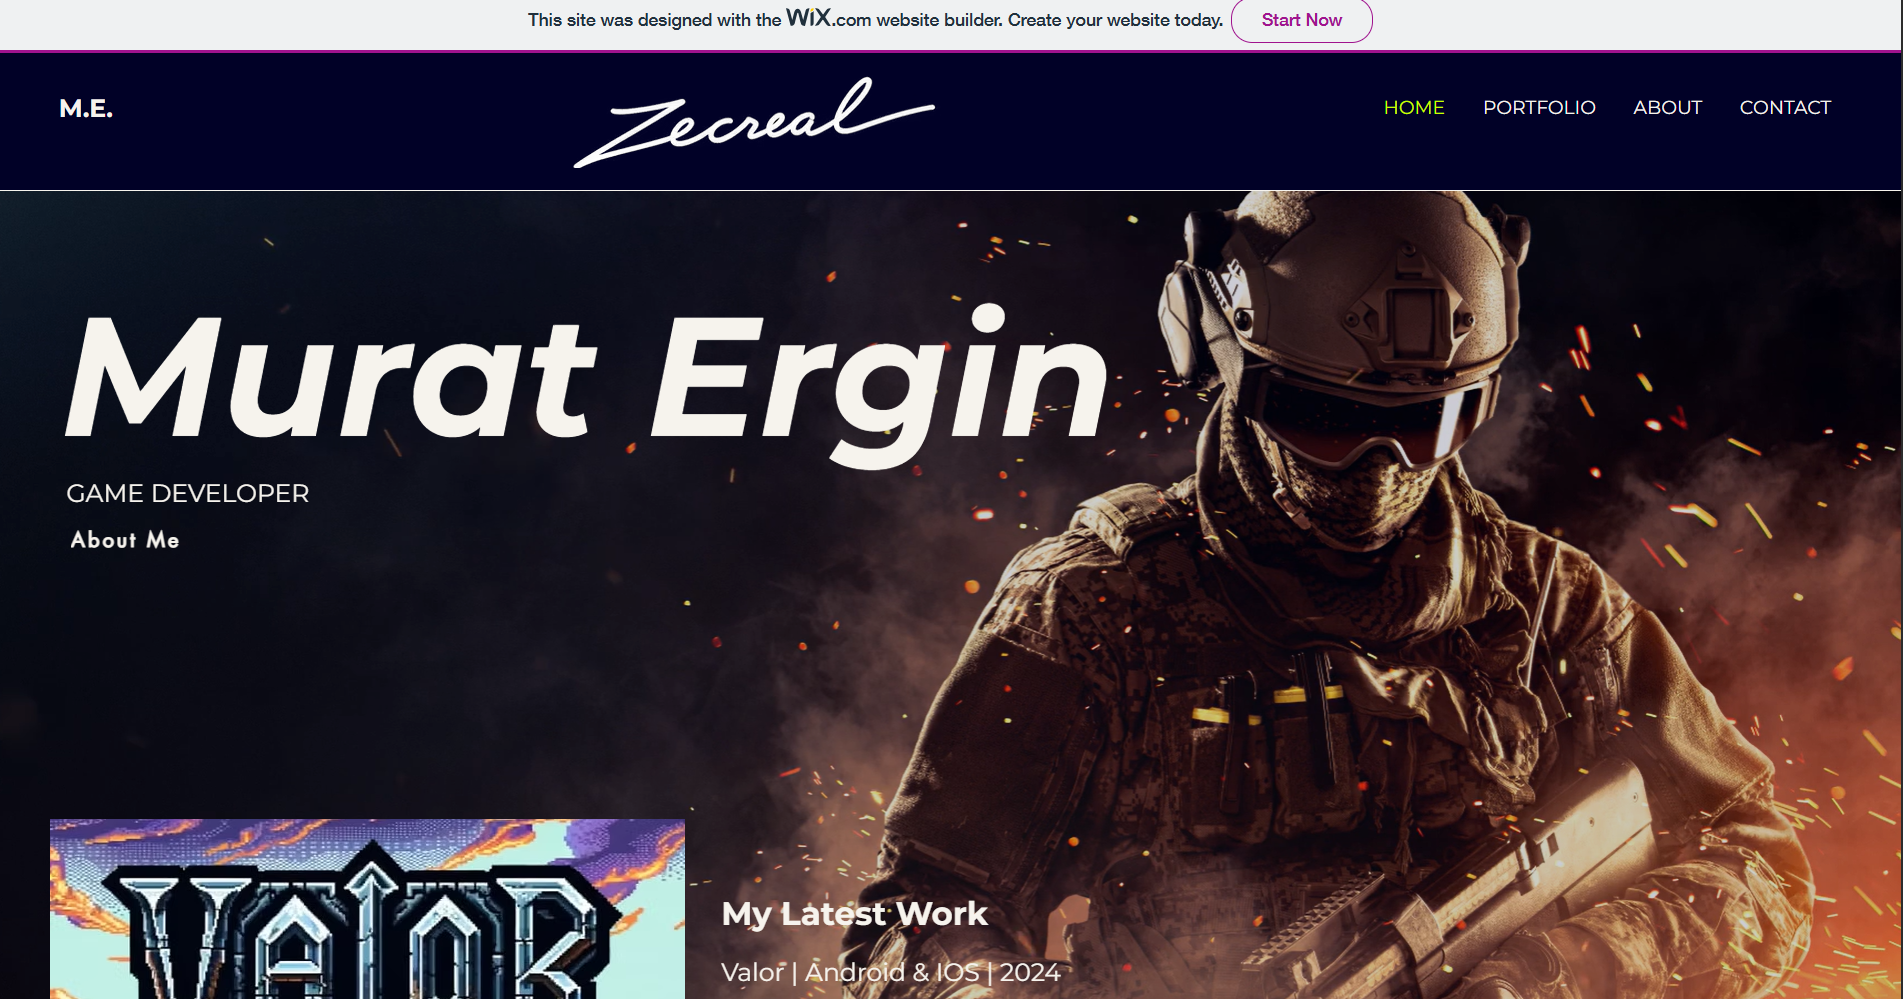 This site was designed with the WiX.com website builder. Create your website today. Start Now
M.E.
Zecreal
HOME PORTFOLIO ABOUT CONTACT
Murat Ergin
GAME DEVELOPER
About Me
VALOR
My Latest Work
Valor | Android & IOS | 2024